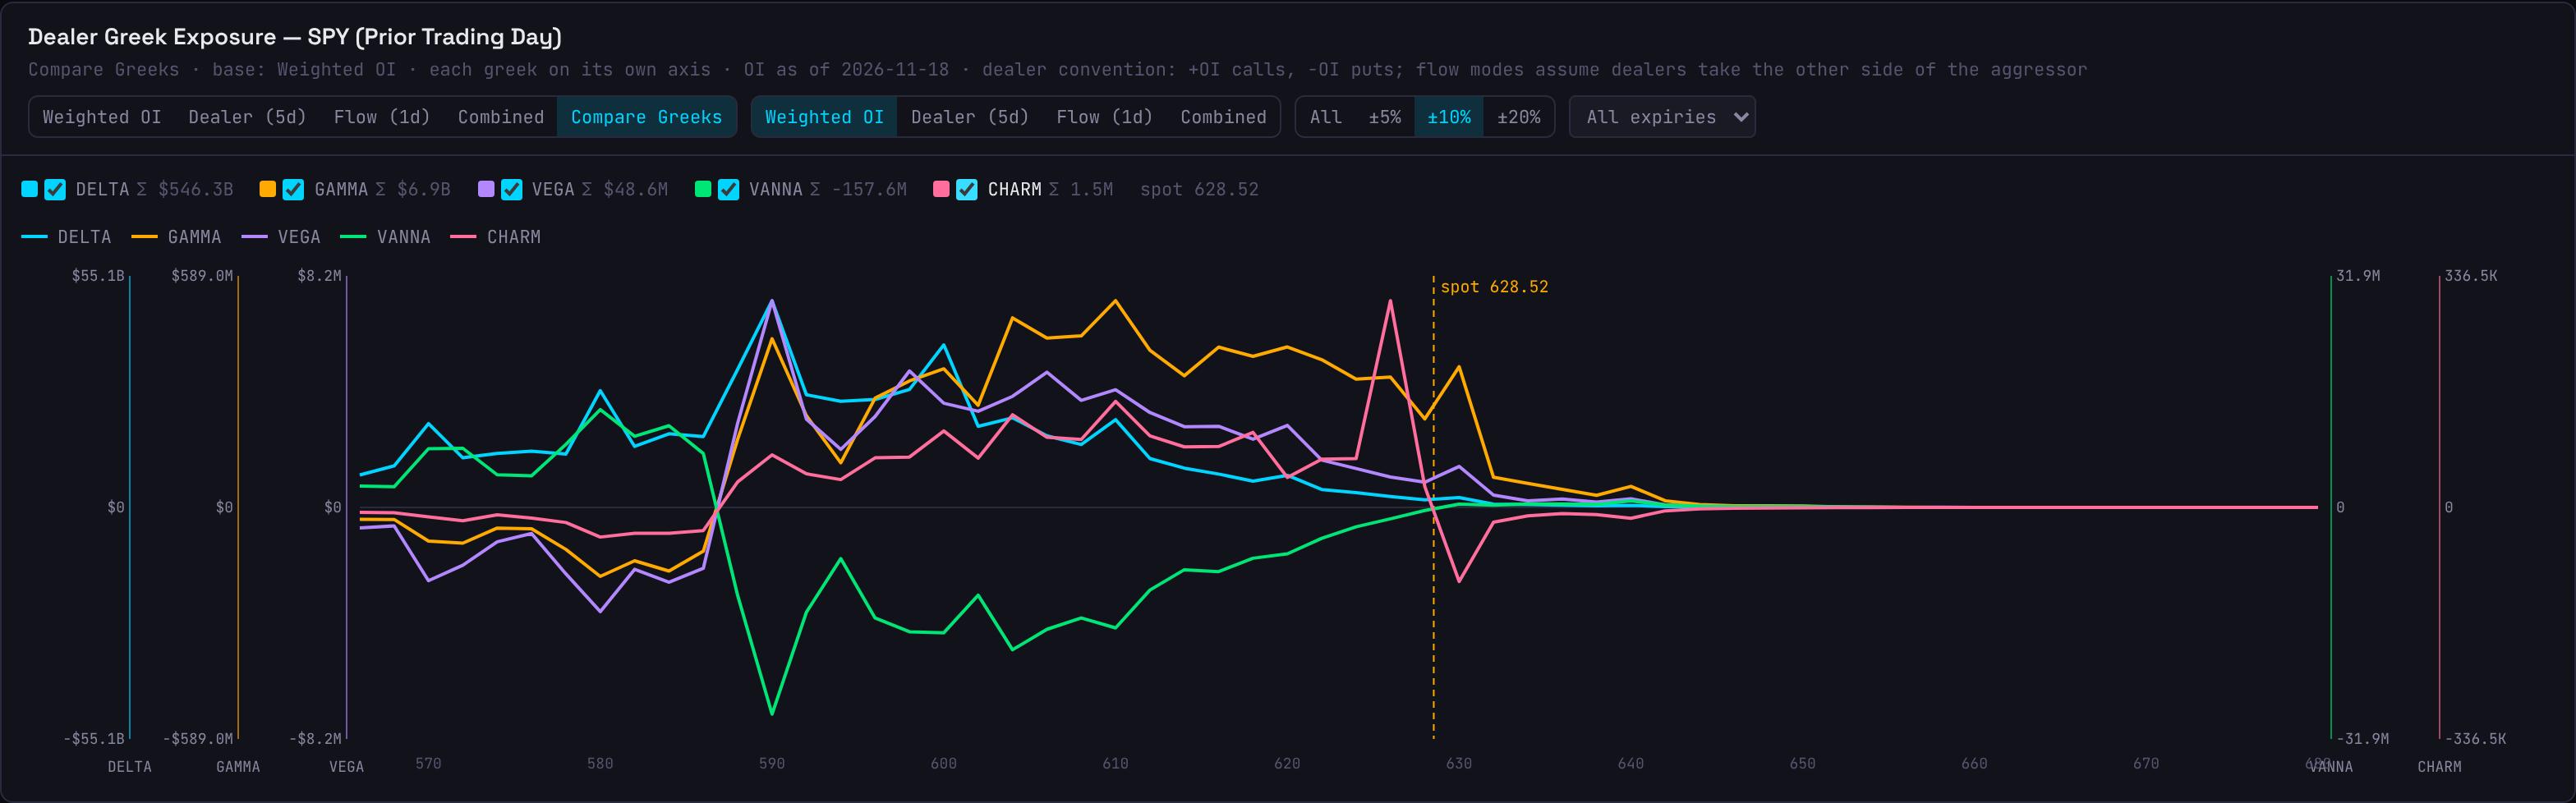 Dealer Greek Exposure — SPY (Prior Trading Day)
Compare Greeks · base: Weighted OI · each greek on its own axis · OI as of 2026-11-18 · dealer convention: +OI calls, -OI puts; flow modes assume dealers take the other side of the aggressor
Weighted OI Dealer (5d) Flow (1d) Combined Compare Greeks Weighted OI Dealer (5d) Flow (1d) Combined All ±5% ±10% ±20% All expiries
DELTA Σ $546.3B GAMMA Σ $6.9B VEGA Σ $48.6M VANNA Σ -157.6M CHARM Σ 1.5M spot 628.52
DELTA GAMMA VEGA VANNA CHARM
$55.1B $589.0M $8.2M 31.9M 336.5K
spot 628.52
$0 $0 $0 0 0
-$55.1B -$589.0M -$8.2M -31.9M -336.5K
570 580 590 600 610 620 630 640 650 660 670 680
DELTA GAMMA VEGA VANNA CHARM